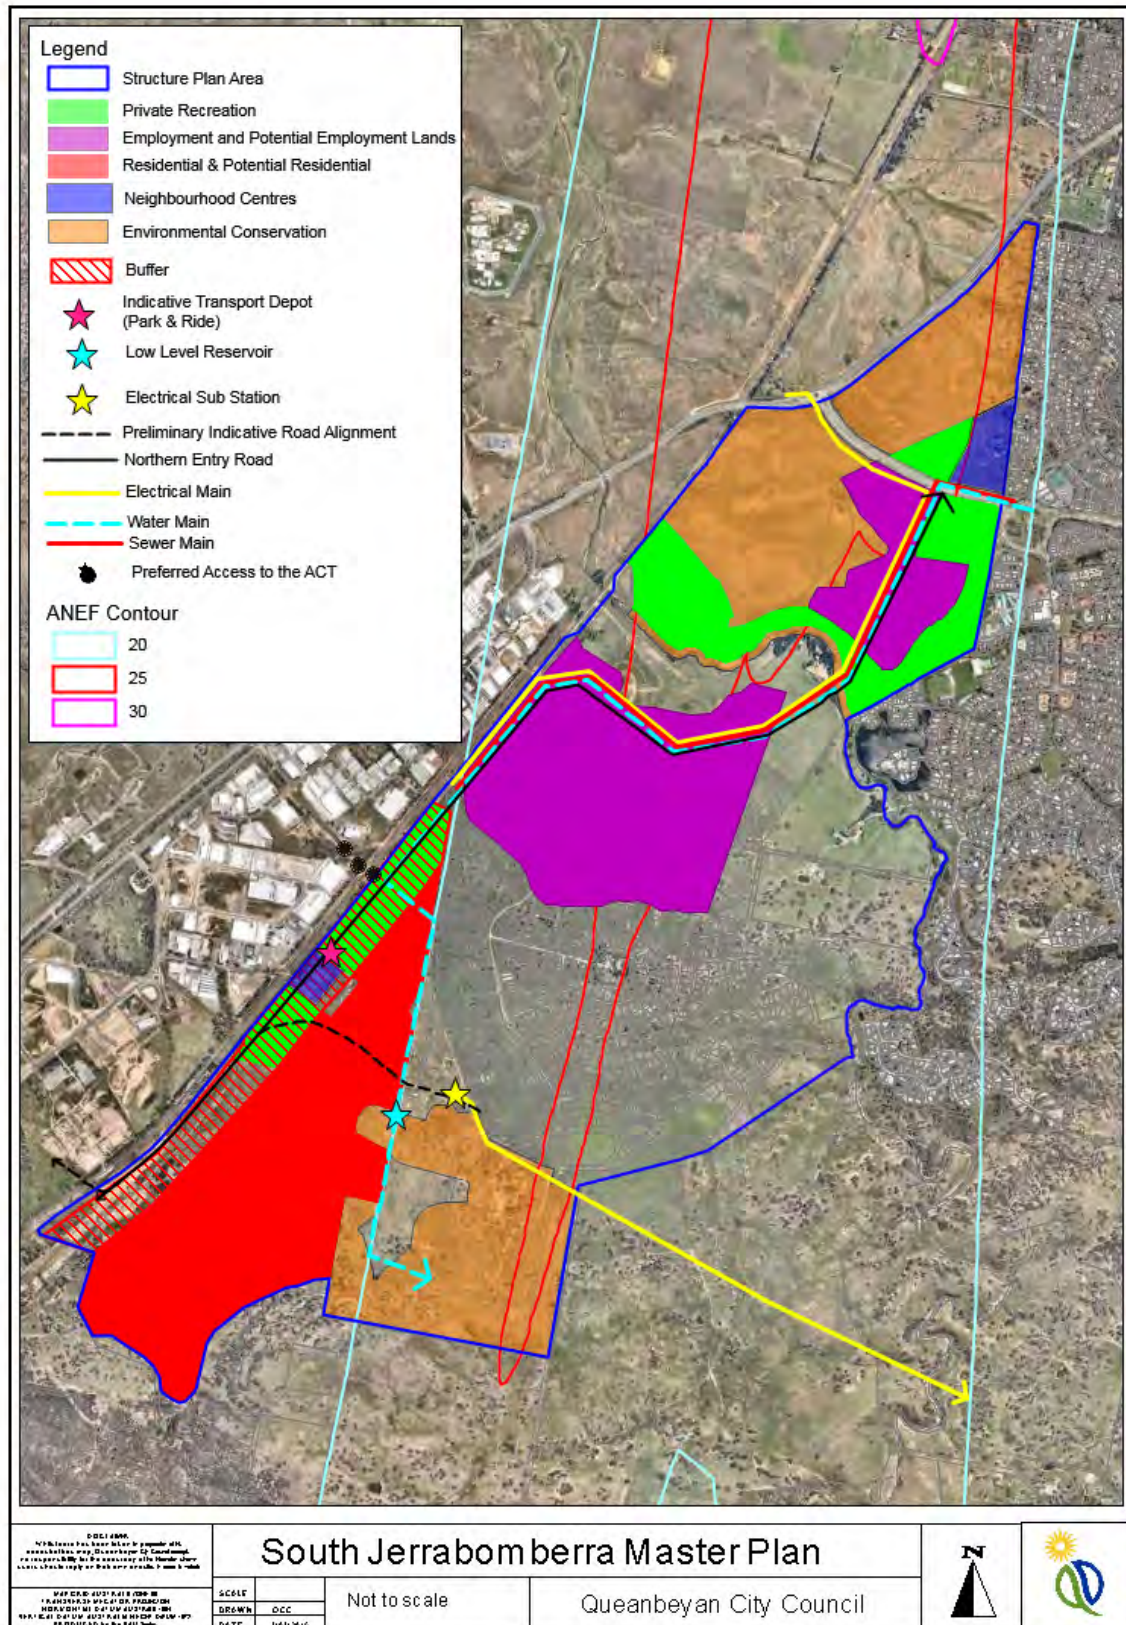 Legend
Structure Plan Area
Private Recreation
Employment and Potential Employment Lands
Residential & Potential Residential
Neighbourhood Centres
Environmental Conservation
Buffer
Indicative Transport Depot
(Park & Ride)
Low Level Reservoir
Electrical Sub Station
Preliminary Indicative Road Alignment
Northern Entry Road
Electrical Main
Water Main
Sewer Main
Preferred Access to the ACT
ANEF Contour
20
25
30
South Jerrabomberra Master Plan
SCALE
DRAWN
Not to scale
Queanbeyan City Council
N